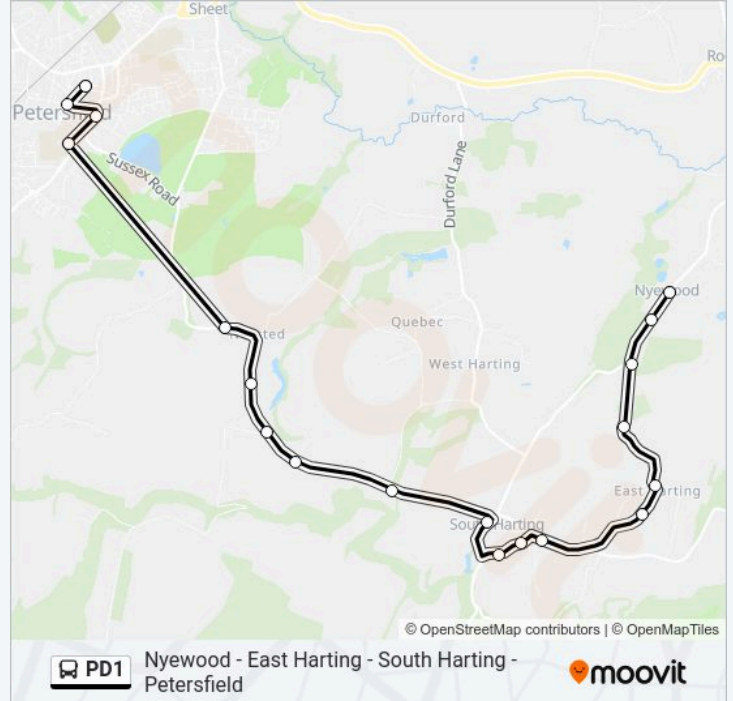 Sheet
Ro
Petersfield
Durford
Sussex Road
Durford Lane
Nyewood
Quebec
West Harting
East Harting
South Harting
© OpenStreetMap contributors | © OpenMapTiles
PD1
Nyewood - East Harting - South Harting -
Petersfield
moovit